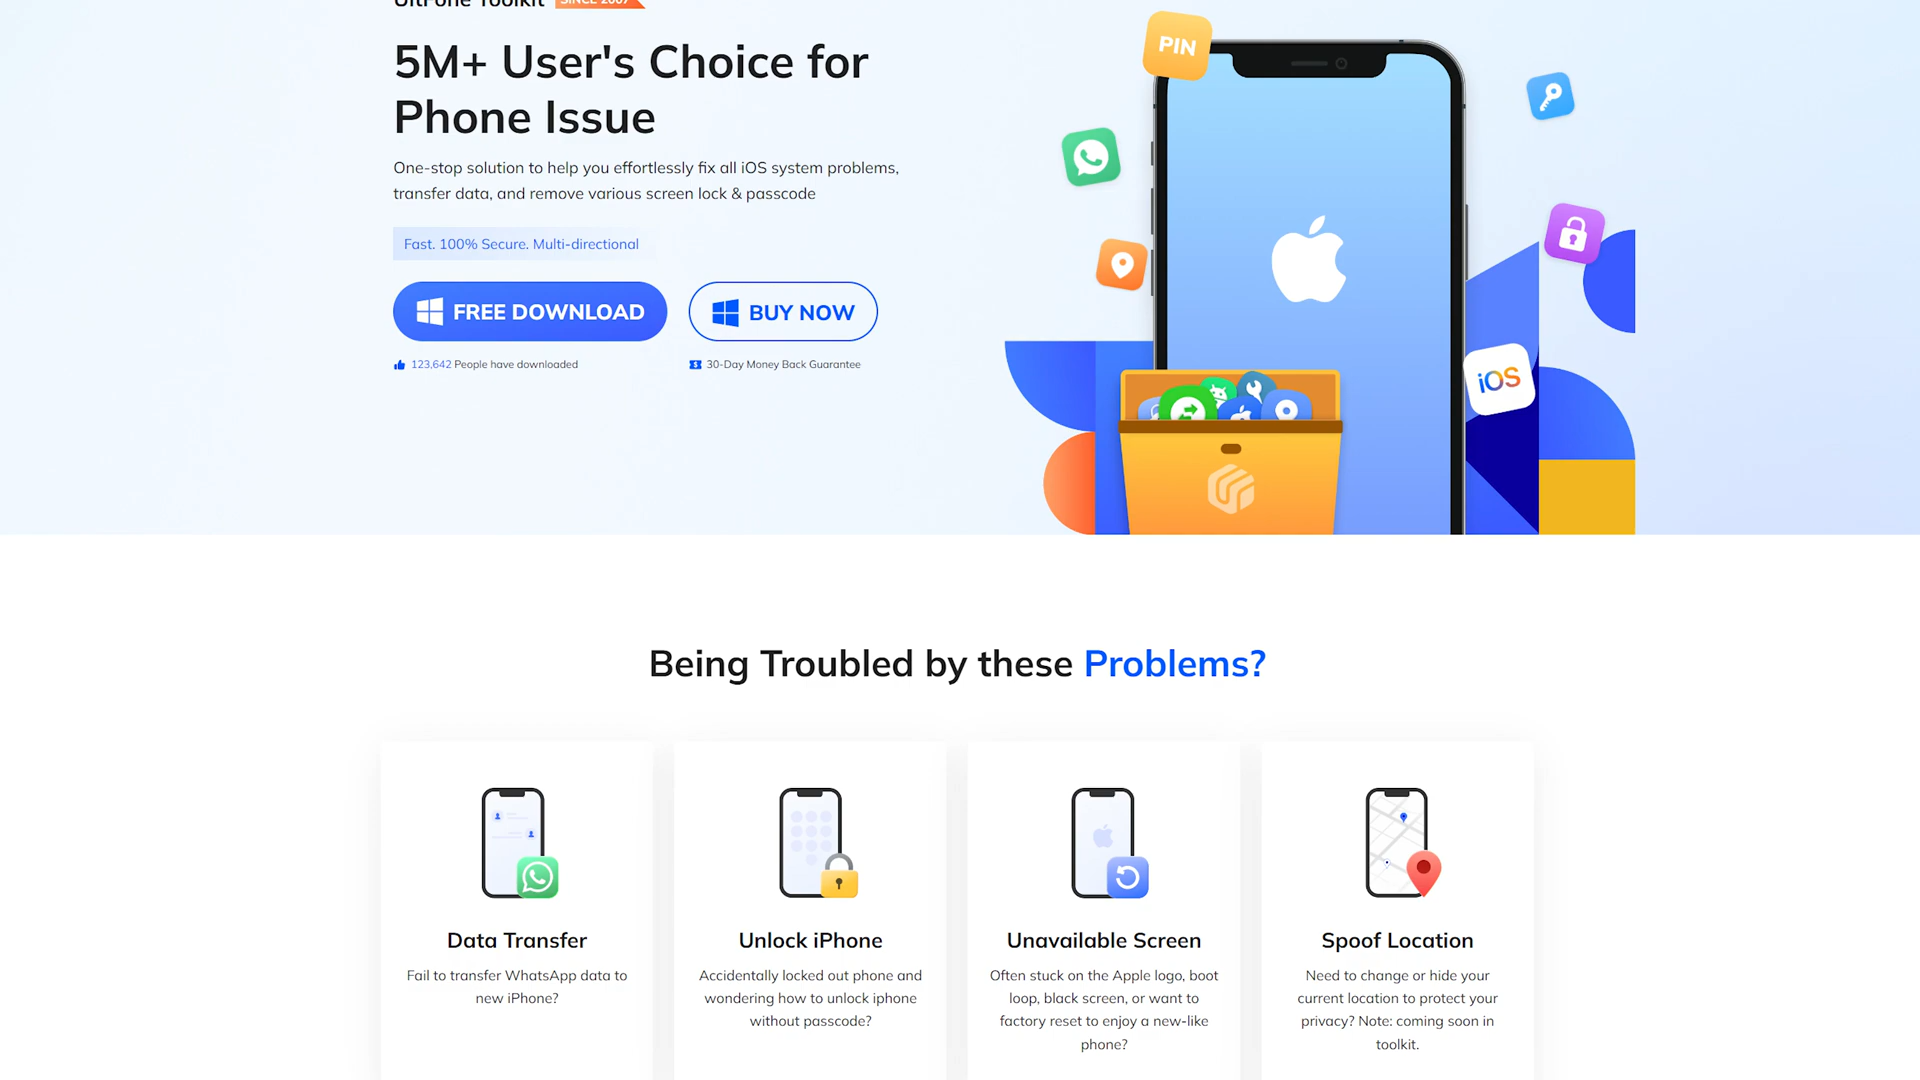 UltFone Toolkit SINCE 2007
5M+ User's Choice for
Phone Issue
One-stop solution to help you effortlessly fix all iOS system problems,
transfer data, and remove various screen lock & passcode
Fast. 100% Secure. Multi-directional
FREE DOWNLOAD
BUY NOW
123,642 People have downloaded
30-Day Money Back Guarantee
PIN
iOS
Being Troubled by these Problems?
Data Transfer
Fail to transfer WhatsApp data to
new iPhone?
Unlock iPhone
Accidentally locked out phone and
wondering how to unlock iphone
without passcode?
Unavailable Screen
Often stuck on the Apple logo, boot
loop, black screen, or want to
factory reset to enjoy a new-like
phone?
Spoof Location
Need to change or hide your
current location to protect your
privacy? Note: coming soon in
toolkit.